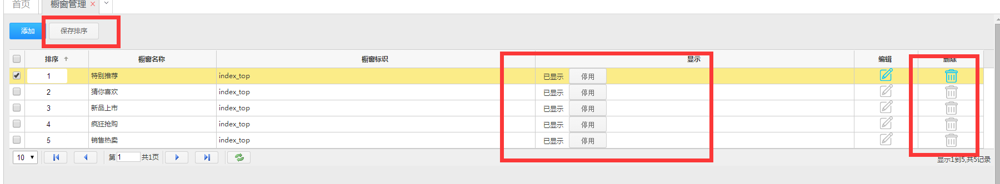 首页 橱窗管理
添加 保存排序
排序 橱窗名称 橱窗标识 显示 编辑 删除
1 特别推荐 index_top 已显示 停用
2 猜你喜欢 index_top 已显示 停用
3 新品上市 index_top 已显示 停用
4 疯狂抢购 index_top 已显示 停用
5 销售热卖 index_top 已显示 停用
10 第 1 共1页 显示1到5,共5记录